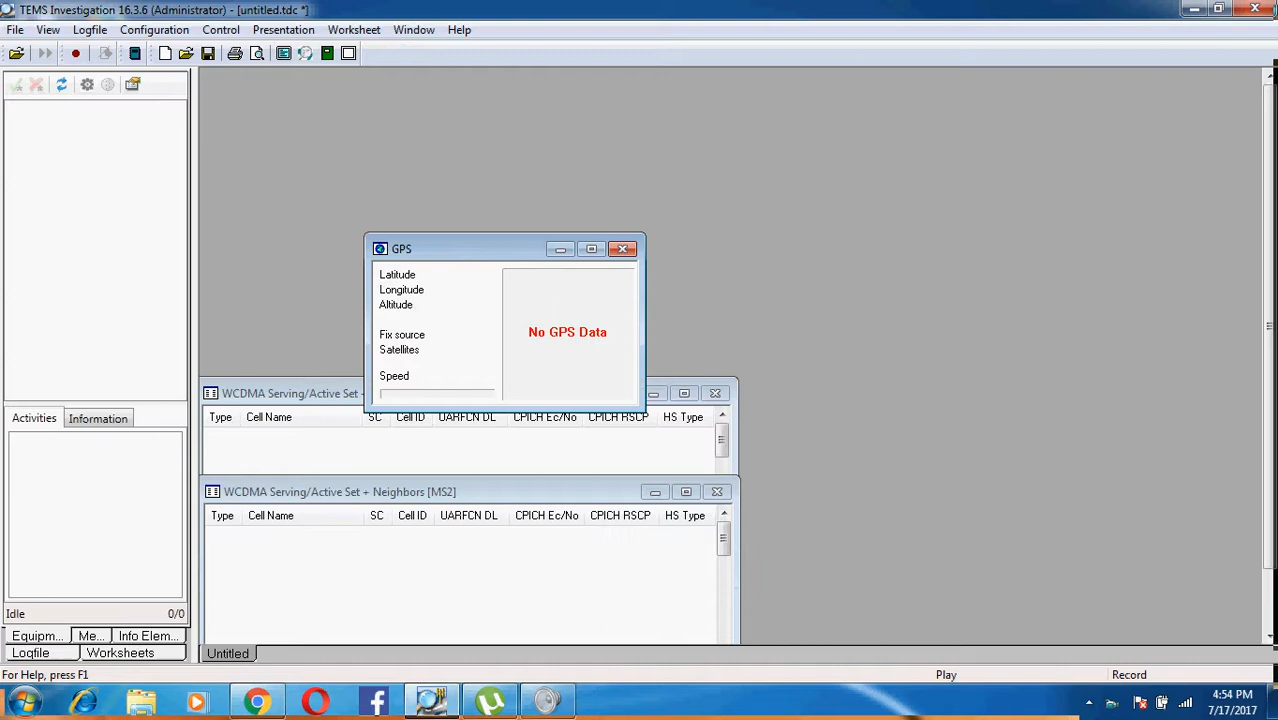 TEMS Investigation 16.3.6 (Administrator) - [untitled.tdc *]
File View Logfile Configuration Control Presentation Worksheet Window Help
GPS
Latitude
Longitude
Altitude
No GPS Data
Fix source
Satellites
Speed
WCDMA Serving/Active Set -
Type Cell Name SC Cell ID UARFCN DL CPICH Ec/No CPICH RSCP HS Type
Activities Information
WCDMA Serving/Active Set + Neighbors [MS2]
Type Cell Name SC Cell ID UARFCN DL CPICH Ec/No CPICH RSCP HS Type
Idle 0/0
Equipm... Me... Info Elem...
Logfile Worksheets Untitled
For Help, press F1 Play Record
4:54 PM
7/17/2017